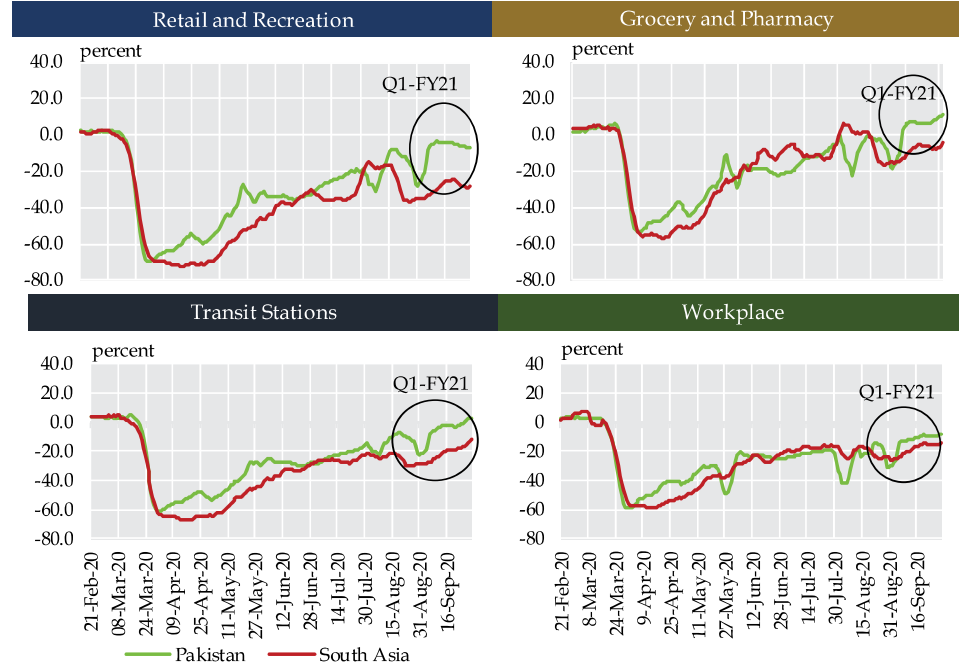 Retail and Recreation
Grocery and Pharmacy
percent
percent
40.0
20.0
0.0
-20.0
-40.0
-60.0
-80.0
Q1-FY21
40.0
20.0
0.0
-20.0
-40.0
-60.0
-80.0
Q1-FY21
Transit Stations
Workplace
percent
percent
40.0
20.0
0.0
-20.0
-40.0
-60.0
-80.0
Q1-FY21
40
20
0
-20
-40
-60
-80
Q1-FY21
21-Feb-20
08-Mar-20
24-Mar-20
09-Apr-20
25-Apr-20
11-May-20
27-May-20
12-Jun-20
28-Jun-20
14-Jul-20
30-Jul-20
15-Aug-20
31-Aug-20
16-Sep-20
21-Feb-20
8-Mar-20
24-Mar-20
9-Apr-20
25-Apr-20
11-May-20
27-May-20
12-Jun-20
28-Jun-20
14-Jul-20
30-Jul-20
15-Aug-20
31-Aug-20
16-Sep-20
Pakistan
South Asia